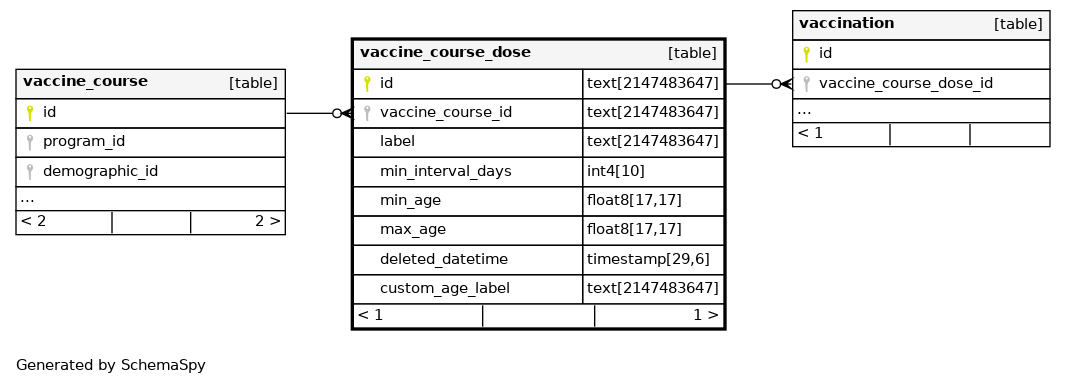 vaccine_course [table]
id
program_id
demographic_id
...
< 2 2 >
vaccine_course_dose [table]
id text[2147483647]
vaccine_course_id text[2147483647]
label text[2147483647]
min_interval_days int4[10]
min_age float8[17,17]
max_age float8[17,17]
deleted_datetime timestamp[29,6]
custom_age_label text[2147483647]
< 1 1 >
vaccination [table]
id
vaccine_course_dose_id
...
< 1
Generated by SchemaSpy